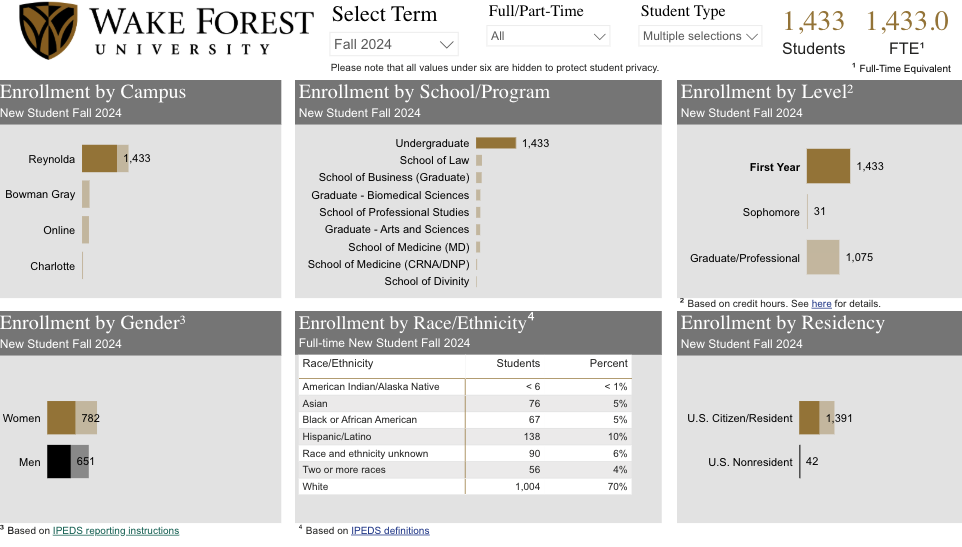 WAKE FOREST
UNIVERSITY
Select Term
Fall 2024
Full/Part-Time
All
Student Type
Multiple selections
1,433
Students
1,433.0
FTE¹
Please note that all values under six are hidden to protect student privacy.
¹ Full-Time Equivalent
Enrollment by Campus
New Student Fall 2024
Reynolda 1,433
Bowman Gray
Online
Charlotte
Enrollment by School/Program
New Student Fall 2024
Undergraduate 1,433
School of Law
School of Business (Graduate)
Graduate - Biomedical Sciences
School of Professional Studies
Graduate - Arts and Sciences
School of Medicine (MD)
School of Medicine (CRNA/DNP)
School of Divinity
Enrollment by Level²
New Student Fall 2024
First Year 1,433
Sophomore 31
Graduate/Professional 1,075
² Based on credit hours. See here for details.
Enrollment by Gender³
New Student Fall 2024
Women 782
Men 651
³ Based on IPEDS reporting instructions
Enrollment by Race/Ethnicity⁴
Full-time New Student Fall 2024
Race/Ethnicity Students Percent
American Indian/Alaska Native < 6 < 1%
Asian 76 5%
Black or African American 67 5%
Hispanic/Latino 138 10%
Race and ethnicity unknown 90 6%
Two or more races 56 4%
White 1,004 70%
⁴ Based on IPEDS definitions
Enrollment by Residency
New Student Fall 2024
U.S. Citizen/Resident 1,391
U.S. Nonresident 42